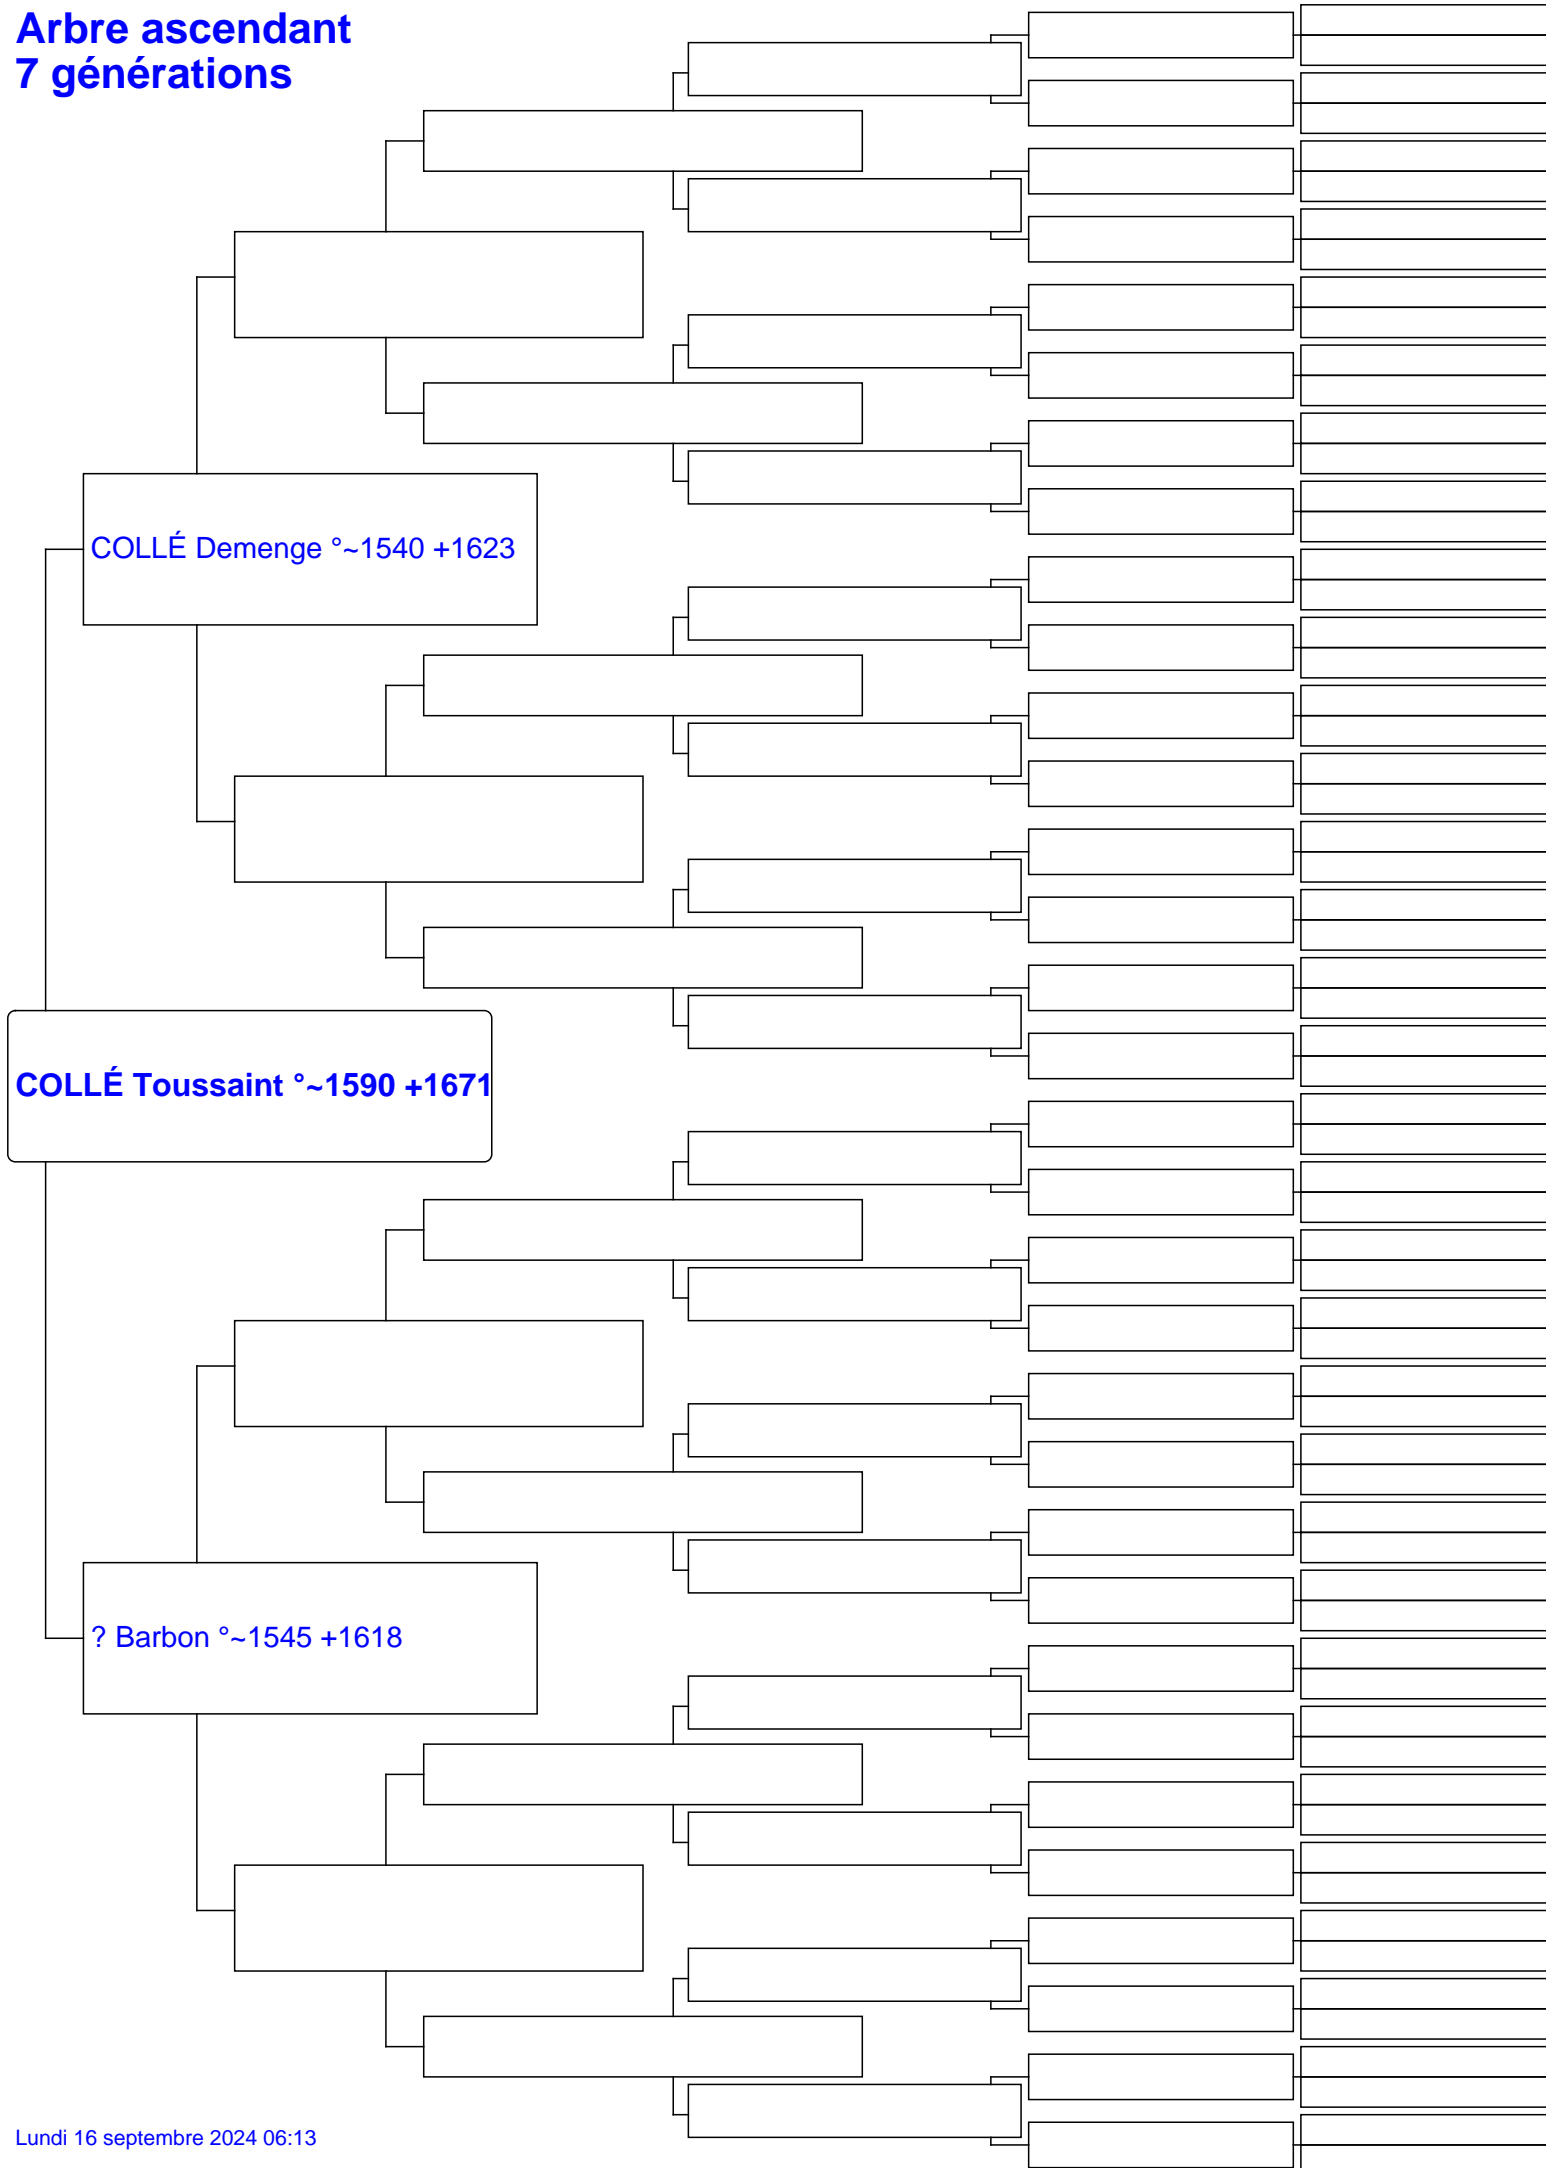 Arbre ascendant
7 générations
COLLÉ Demenge °~1540 +1623
COLLÉ Toussaint °~1590 +1671
? Barbon °~1545 +1618
Lundi 16 septembre 2024 06:13